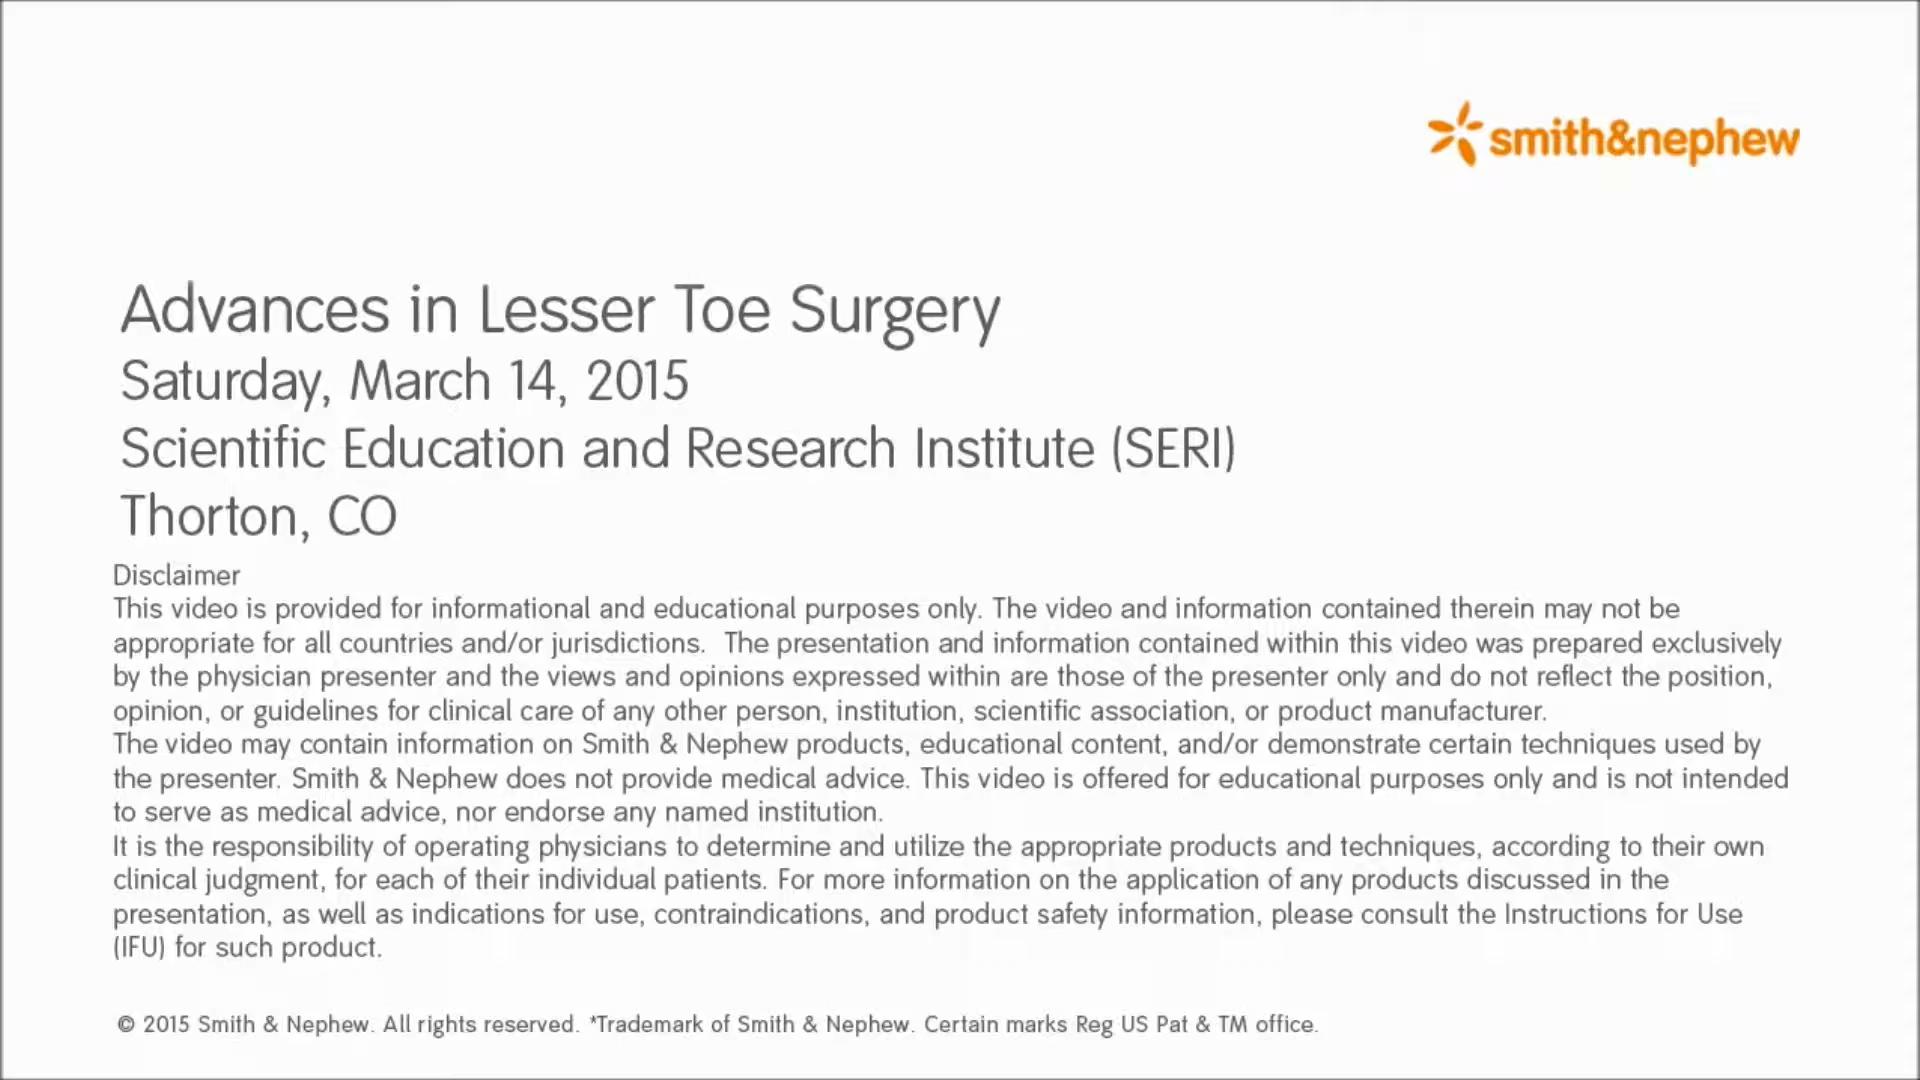 smith&nephew
Advances in Lesser Toe Surgery
Saturday, March 14, 2015
Scientific Education and Research Institute (SERI)
Thorton, CO
Disclaimer
This video is provided for informational and educational purposes only. The video and information contained therein may not be
appropriate for all countries and/or jurisdictions.  The presentation and information contained within this video was prepared exclusively
by the physician presenter and the views and opinions expressed within are those of the presenter only and do not reflect the position,
opinion, or guidelines for clinical care of any other person, institution, scientific association, or product manufacturer.
The video may contain information on Smith & Nephew products, educational content, and/or demonstrate certain techniques used by
the presenter. Smith & Nephew does not provide medical advice. This video is offered for educational purposes only and is not intended
to serve as medical advice, nor endorse any named institution.
It is the responsibility of operating physicians to determine and utilize the appropriate products and techniques, according to their own
clinical judgment, for each of their individual patients. For more information on the application of any products discussed in the
presentation, as well as indications for use, contraindications, and product safety information, please consult the Instructions for Use
(IFU) for such product.
© 2015 Smith & Nephew. All rights reserved. *Trademark of Smith & Nephew. Certain marks Reg US Pat & TM office.